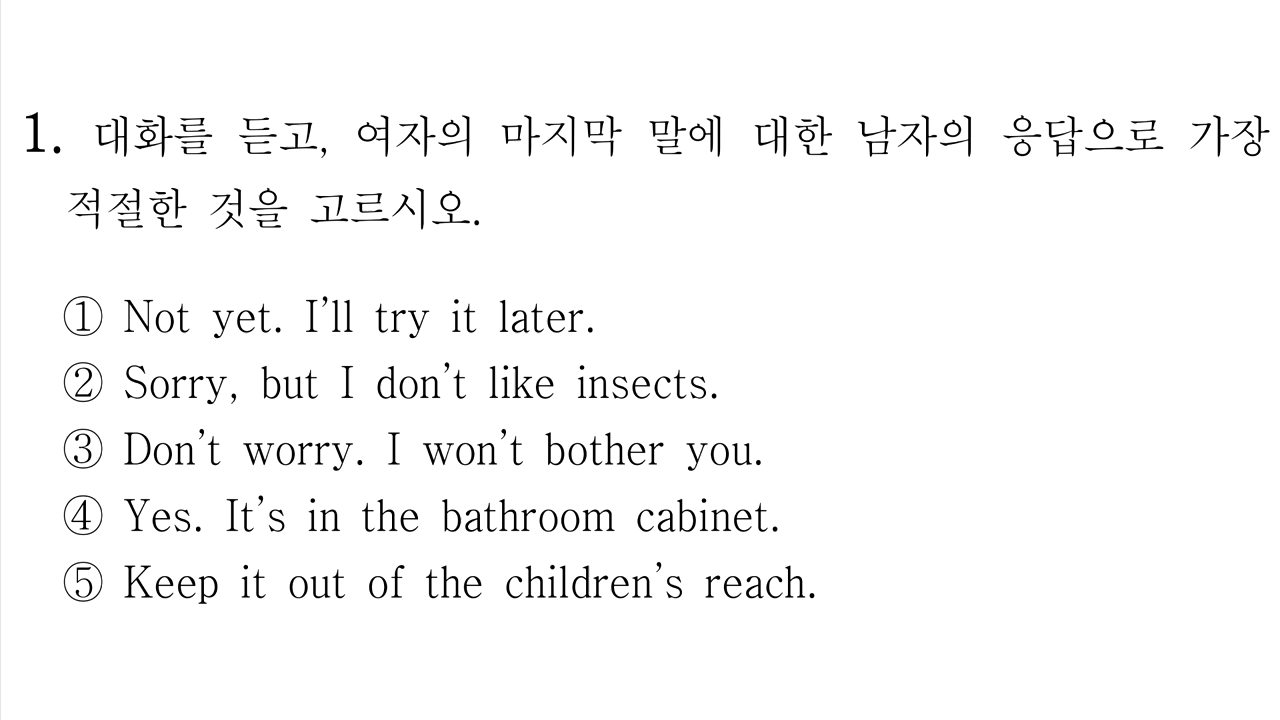 1. 대화를 듣고, 여자의 마지막 말에 대한 남자의 응답으로 가장
적절한 것을 고르시오.
① Not yet. I’ll try it later.
② Sorry, but I don’t like insects.
③ Don’t worry. I won’t bother you.
④ Yes. It’s in the bathroom cabinet.
⑤ Keep it out of the children’s reach.